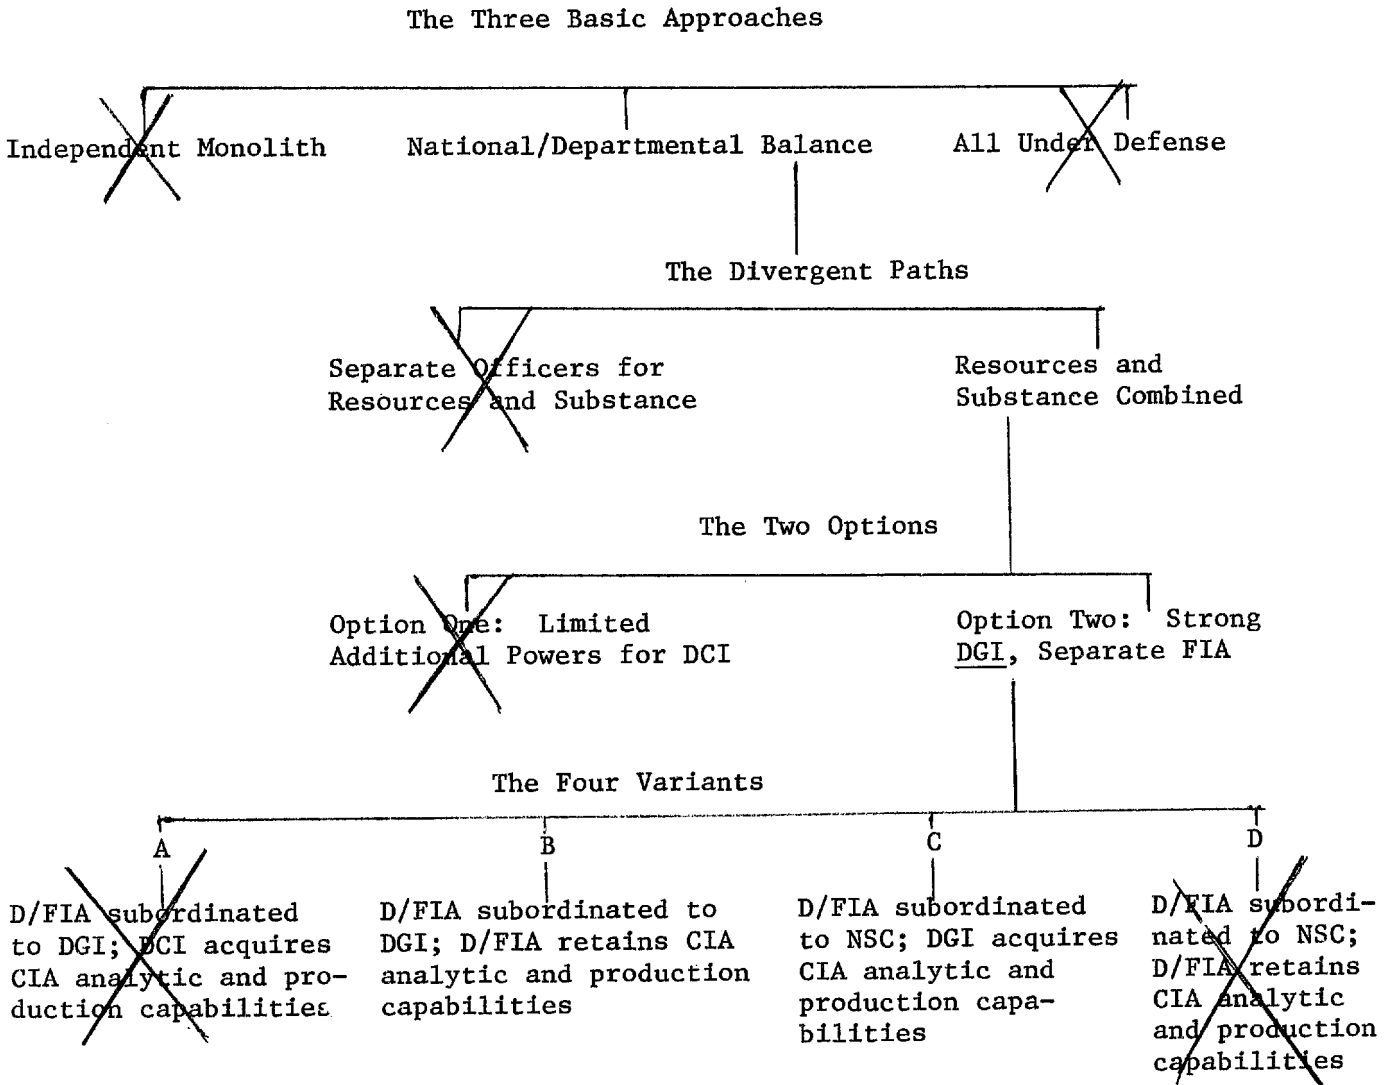 The Three Basic Approaches
Independent Monolith
National/Departmental Balance
All Under Defense
The Divergent Paths
Separate Officers for
Resources and Substance
Resources and
Substance Combined
The Two Options
Option One: Limited
Additional Powers for DCI
Option Two: Strong
DGI, Separate FIA
The Four Variants
A
B
C
D
D/FIA subordinated
to DGI; DCI acquires
CIA analytic and pro-
duction capabilities
D/FIA subordinated to
DGI; D/FIA retains CIA
analytic and production
capabilities
D/FIA subordinated
to NSC; DGI acquires
CIA analytic and
production capa-
bilities
D/FIA subordi-
nated to NSC;
D/FIA retains
CIA analytic
and production
capabilities